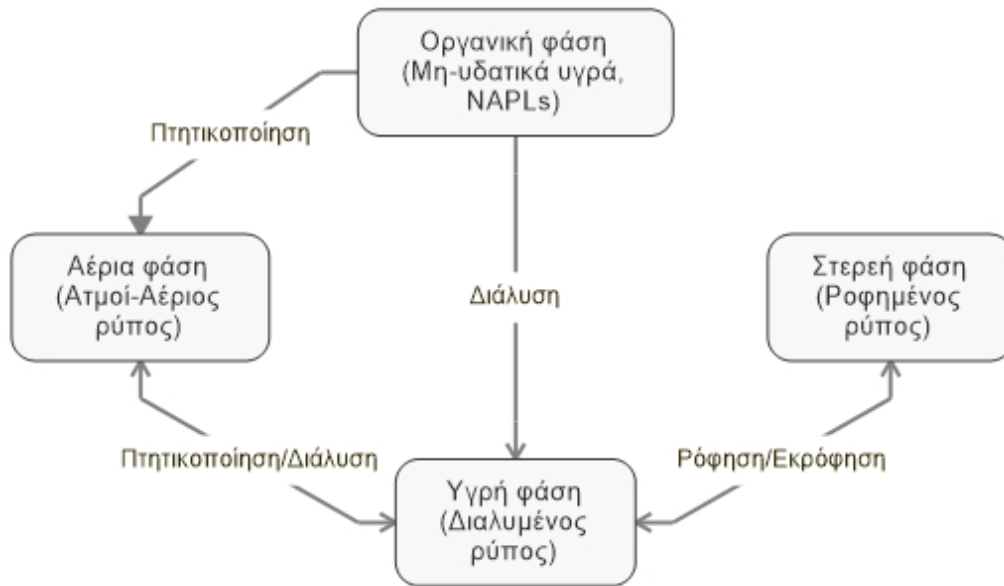 Οργανική φάση
(Μη-υδατικά υγρά,
NAPLs)
Πτητικοποίηση
Αέρια φάση
(Ατμοί-Αέριος
ρύπος)
Διάλυση
Στερεή φάση
(Ροφημένος
ρύπος)
Πτητικοποίηση/Διάλυση
Ρόφηση/Εκρόφηση
Υγρή φάση
(Διαλυμένος
ρύπος)